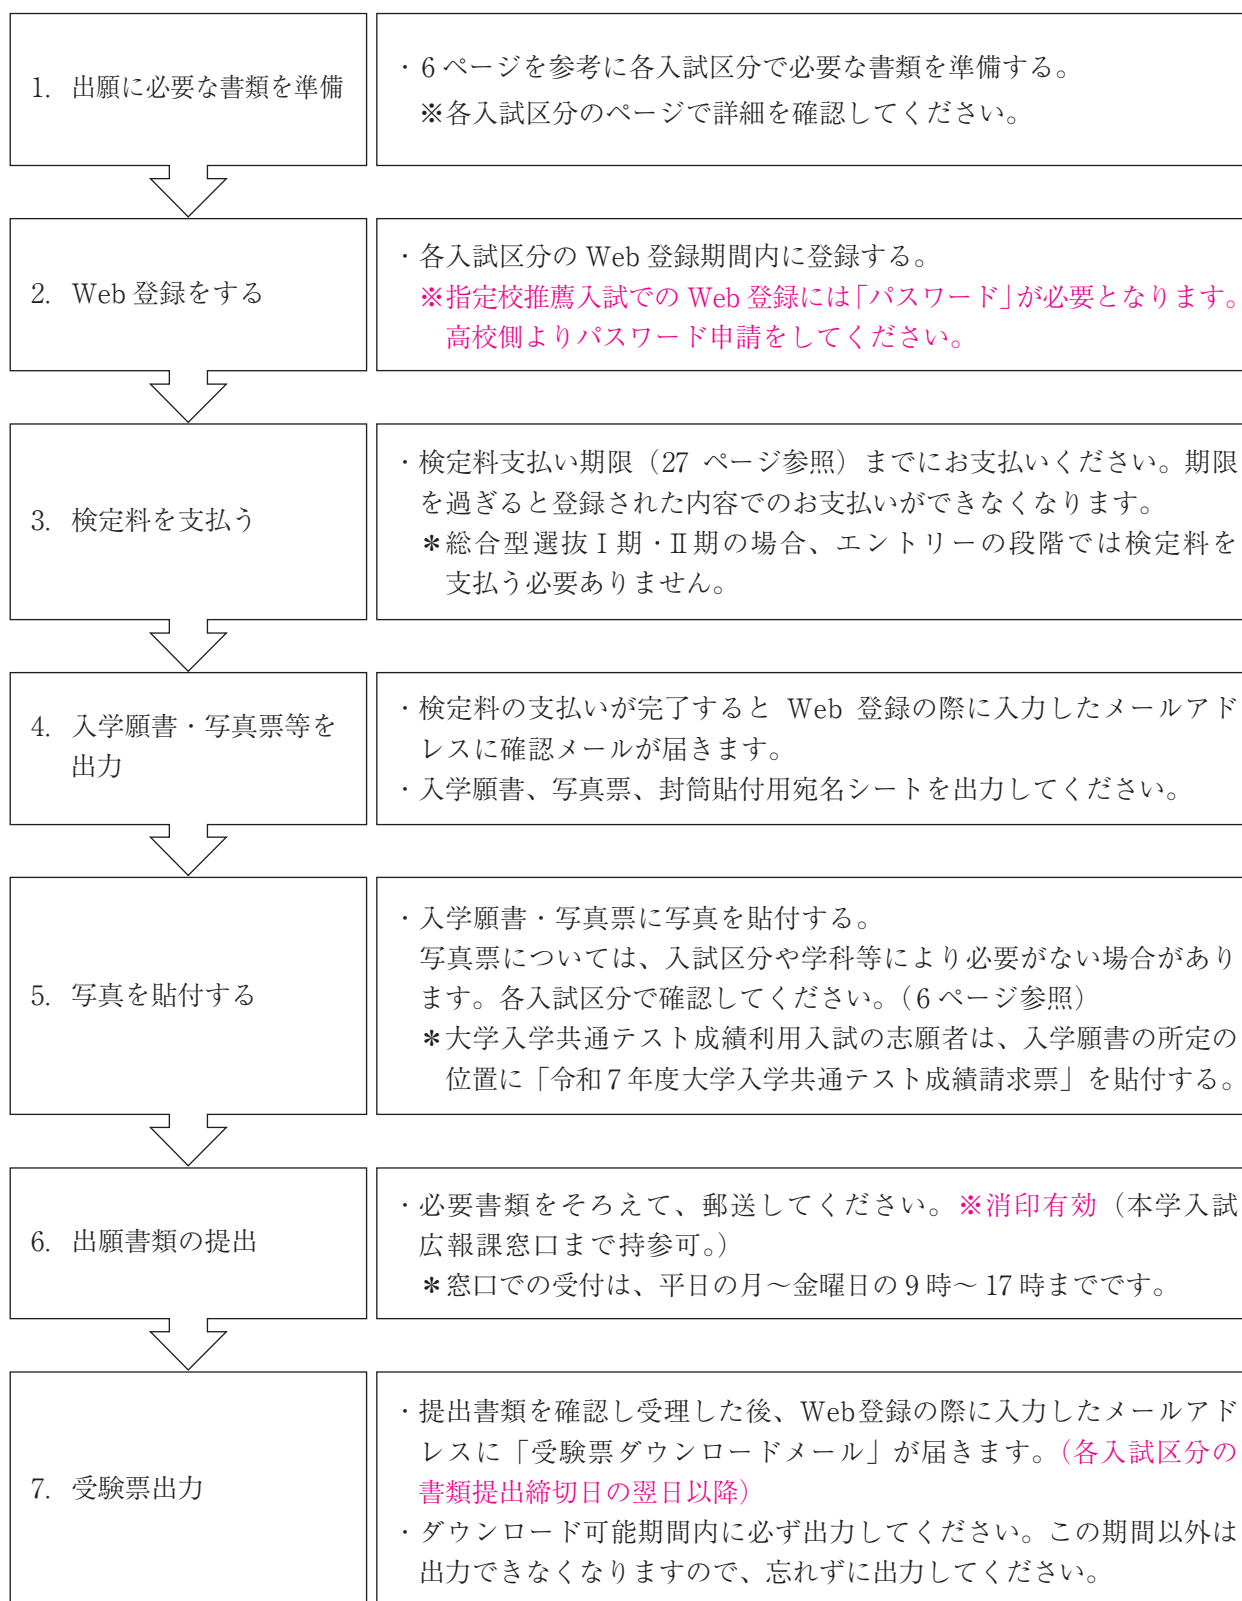 1. 出願に必要な書類を準備
・6ページを参考に各入試区分で必要な書類を準備する。
※各入試区分のページで詳細を確認してください。
2. Web 登録をする
・各入試区分の Web 登録期間内に登録する。
※指定校推薦入試での Web 登録には「パスワード」が必要となります。
高校側よりパスワード申請をしてください。
3. 検定料を支払う
・検定料支払い期限（27 ページ参照）までにお支払いください。期限
を過ぎると登録された内容でのお支払いができなくなります。
＊総合型選抜Ⅰ期・Ⅱ期の場合、エントリーの段階では検定料を
支払う必要ありません。
4. 入学願書・写真票等を
出力
・検定料の支払いが完了すると Web 登録の際に入力したメールアド
レスに確認メールが届きます。
・入学願書、写真票、封筒貼付用宛名シートを出力してください。
5. 写真を貼付する
・入学願書・写真票に写真を貼付する。
写真票については、入試区分や学科等により必要がない場合があり
ます。各入試区分で確認してください。（6ページ参照）
＊大学入学共通テスト成績利用入試の志願者は、入学願書の所定の
位置に「令和7年度大学入学共通テスト成績請求票」を貼付する。
6. 出願書類の提出
・必要書類をそろえて、郵送してください。※消印有効（本学入試
広報課窓口まで持参可。）
＊窓口での受付は、平日の月〜金曜日の9時〜17時までです。
7. 受験票出力
・提出書類を確認し受理した後、Web登録の際に入力したメールアド
レスに「受験票ダウンロードメール」が届きます。（各入試区分の
書類提出締切日の翌日以降）
・ダウンロード可能期間内に必ず出力してください。この期間以外は
出力できなくなりますので、忘れずに出力してください。